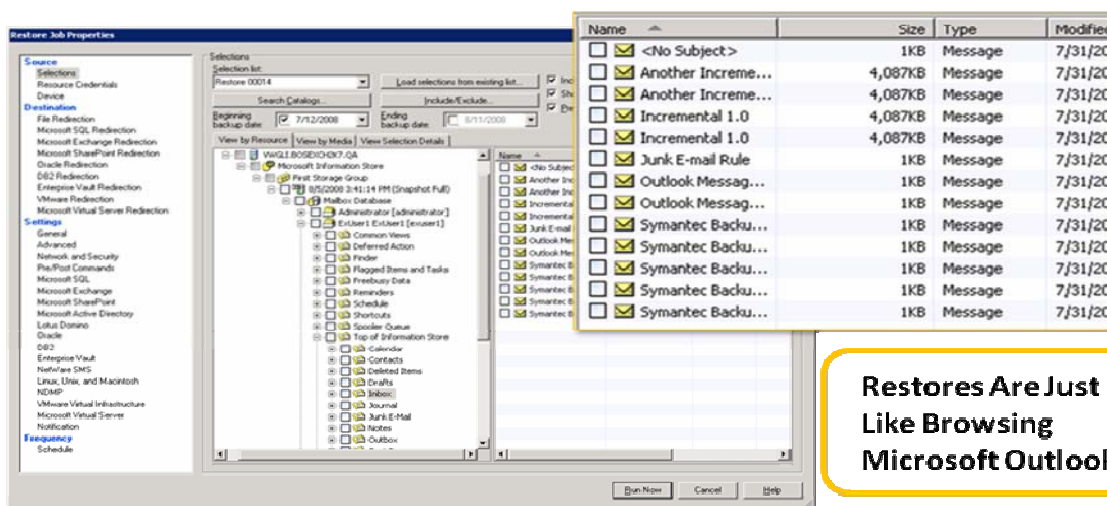 Restore Job Properties
Source
Selections
Resource Credentials
Device
Destination
File Redirection
Microsoft SQL Redirection
Microsoft Exchange Redirection
Microsoft SharePoint Redirection
Oracle Redirection
DB2 Redirection
Enterprise Vault Redirection
VMware Redirection
Microsoft Virtual Server Redirection
Settings
General
Advanced
Network and Security
Pre/Post Commands
Microsoft SQL
Microsoft Exchange
Microsoft SharePoint
Microsoft Active Directory
Lotus Domino
Oracle
DB2
Enterprise Vault
NetWare SMS
Linux, Unix, and Macintosh
NDMP
VMware Virtual Infrastructure
Microsoft Virtual Server
Notification
Frequency
Schedule
Selections
Selection list:
Restore 00014
Load selections from existing list...
Search Catalogs...
Include/Exclude...
Beginning backup date:
7/12/2008
Ending backup date:
8/11/2008
View by Resource
View by Media
View Selection Details
Microsoft Information Store
First Storage Group
8/5/2008 3:41:14 PM (Snapshot Full)
Mailbox Database
Administrator [administrator]
ExUser1 ExUser1 [exuser1]
Common Views
Deferred Action
Finder
Flagged Items and Tasks
Freebusy Data
Reminders
Schedule
Shortcuts
Spooler Queue
Top of Information Store
Calendar
Contacts
Deleted Items
Drafts
Inbox
Journal
Junk E-Mail
Notes
Outbox
Name
Run Now
Cancel
Help
Name Size Type Modified
<No Subject> 1KB Message 7/31/20
Another Increme... 4,087KB Message 7/31/20
Another Increme... 4,087KB Message 7/31/20
Incremental 1.0 4,087KB Message 7/31/20
Incremental 1.0 4,087KB Message 7/31/20
Junk E-mail Rule 1KB Message 7/31/20
Outlook Messag... 1KB Message 7/31/20
Outlook Messag... 1KB Message 7/31/20
Symantec Backu... 1KB Message 7/31/20
Symantec Backu... 1KB Message 7/31/20
Symantec Backu... 1KB Message 7/31/20
Symantec Backu... 1KB Message 7/31/20
Symantec Backu... 1KB Message 7/31/20
Restores Are Just
Like Browsing
Microsoft Outlook